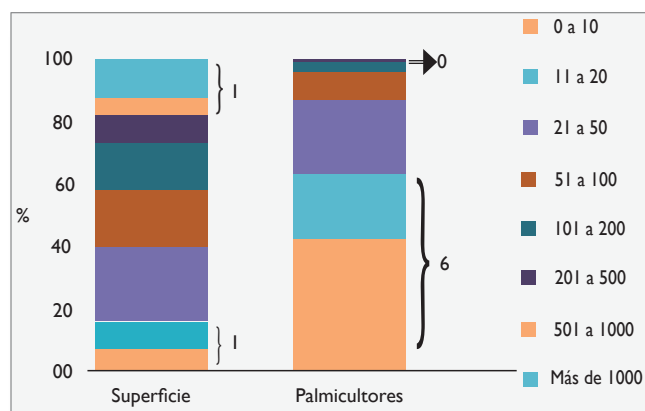 100
80
60
%
40
20
00
Superficie
Palmicultores
1
1
0
6
0 a 10
11 a 20
21 a 50
51 a 100
101 a 200
201 a 500
501 a 1000
Más de 1000